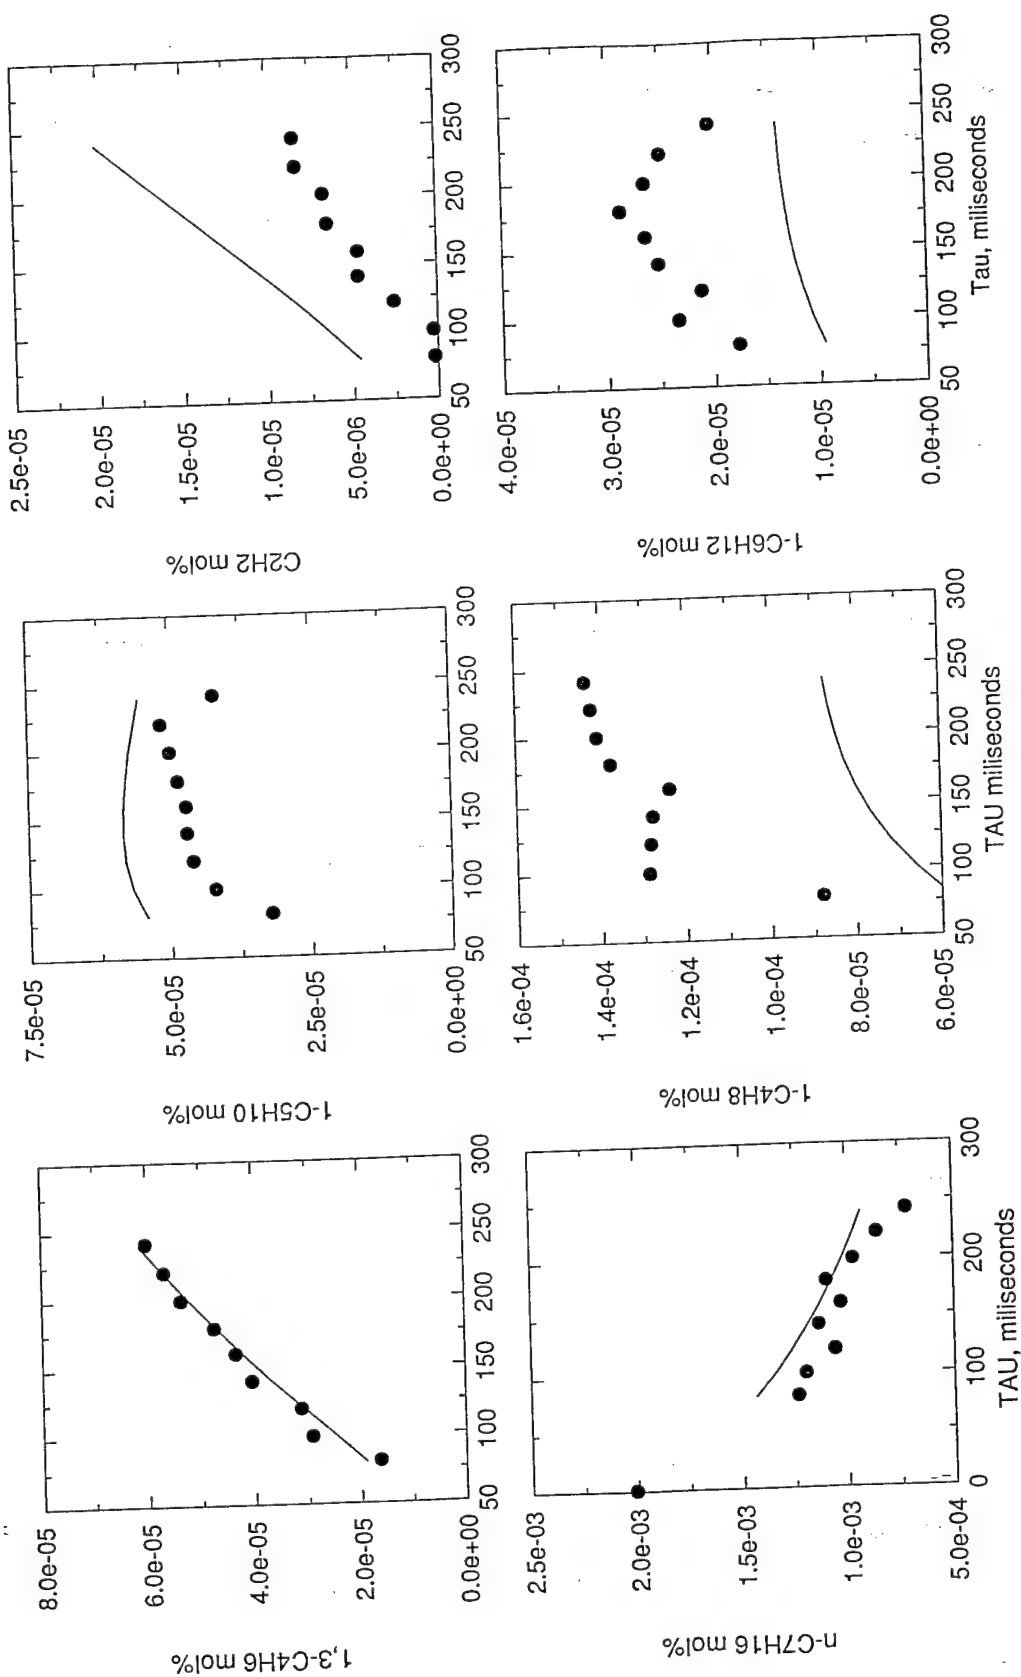 1,3-C4H6 mol%
8.0e-05
6.0e-05
4.0e-05
2.0e-05
0.0e+00
50
100
150
200
250
300
1-C5H10 mol%
7.5e-05
5.0e-05
2.5e-05
0.0e+00
50
100
150
200
250
300
C2H2 mol%
2.5e-05
2.0e-05
1.5e-05
1.0e-05
5.0e-06
0.0e+00
50
100
150
200
250
300
n-C7H16 mol%
2.5e-03
2.0e-03
1.5e-03
1.0e-03
5.0e-04
0
100
200
300
TAU, miliseconds
1-C4H8 mol%
1.6e-04
1.4e-04
1.2e-04
1.0e-04
8.0e-05
6.0e-05
50
100
150
200
250
300
TAU miliseconds
1-C6H12 mol%
4.0e-05
3.0e-05
2.0e-05
1.0e-05
0.0e+00
50
100
150
200
250
300
Tau, miliseconds